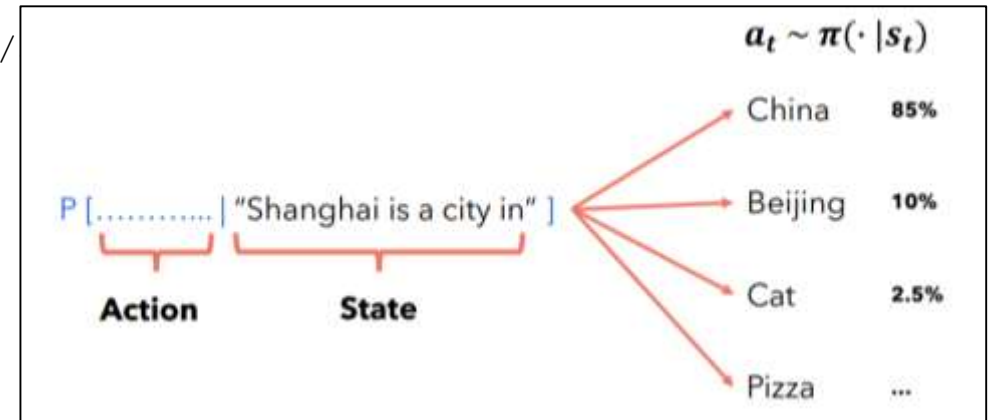 /
a_t ~ π(· |s_t)
China 85%
P [............ | "Shanghai is a city in" ]
Beijing 10%
Cat 2.5%
Action State
Pizza ...